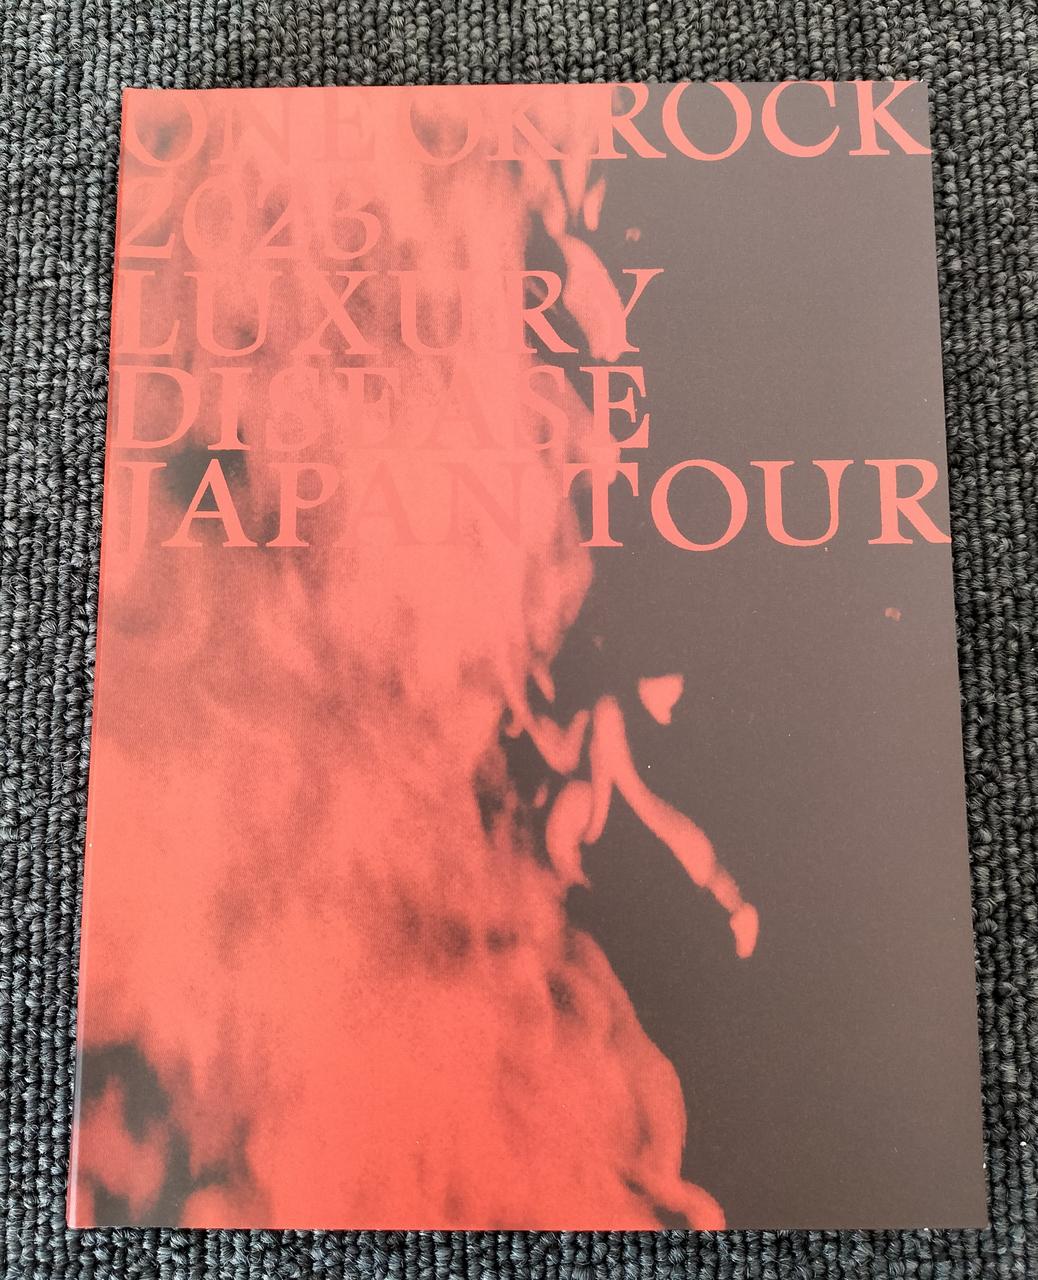 ONE OK ROCK
2023
LUXURY
DISEASE
JAPAN TOUR